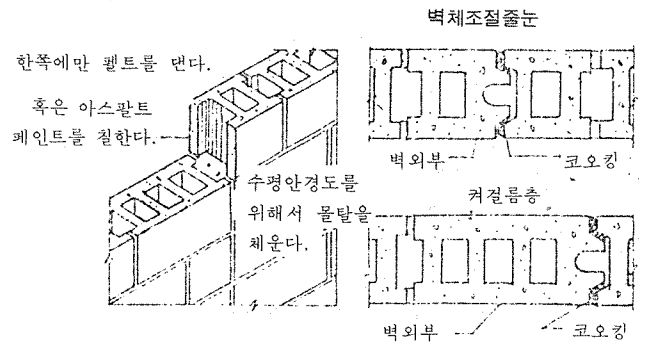 벽체조절줄눈
한쪽에만 펠트를 댄다.
혹은 아스팔트
페인트를 칠한다.
수평안경도를
위해서 몰탈을
채운다.
벽외부
코오킹
켜걸름층
벽외부
코오킹